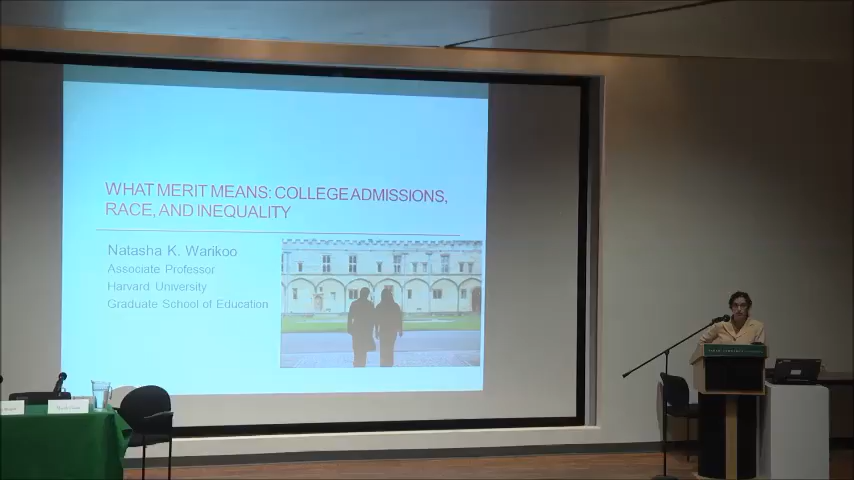 WHAT MERIT MEANS: COLLEGE ADMISSIONS,
RACE, AND INEQUALITY
Natasha K. Warikoo
Associate Professor
Harvard University
Graduate School of Education